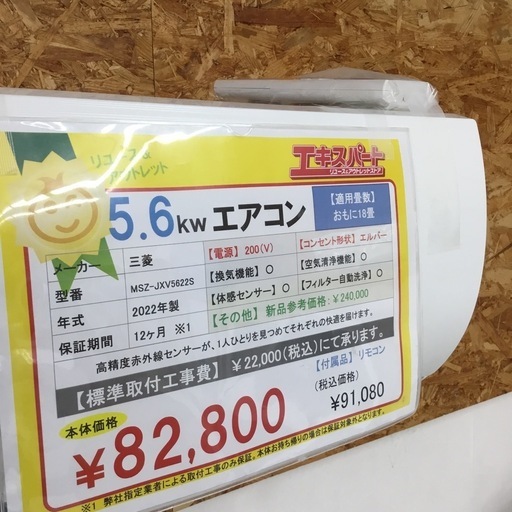 リユース&
アウトレット
エキスパート
リユース&アウトレットストア
5.6kw エアコン
【適用畳数】
おもに18畳
メーカー 三菱 【電源】200(V) 【コンセント形状】エルバー
型番 MSZ-JXV5622S 【換気機能】○ 【空気清浄機能】○
年式 2022年製 【体感センサー】○ 【フィルター自動洗浄】○
保証期間 12ヶ月 ※1 【その他】新品参考価格:¥240,000
高精度赤外線センサーが、1人ひとりを見つめてそれぞれの快適を届けます。
【標準取付工事費】¥22,000(税込)にて承ります。
【付属品】リモコン
本体価格 (税込価格)
¥82,800 ¥91,080
※1 弊社指定業者による取付工事のみ保証。本体お持ち帰りの場合は保証対象外となります。